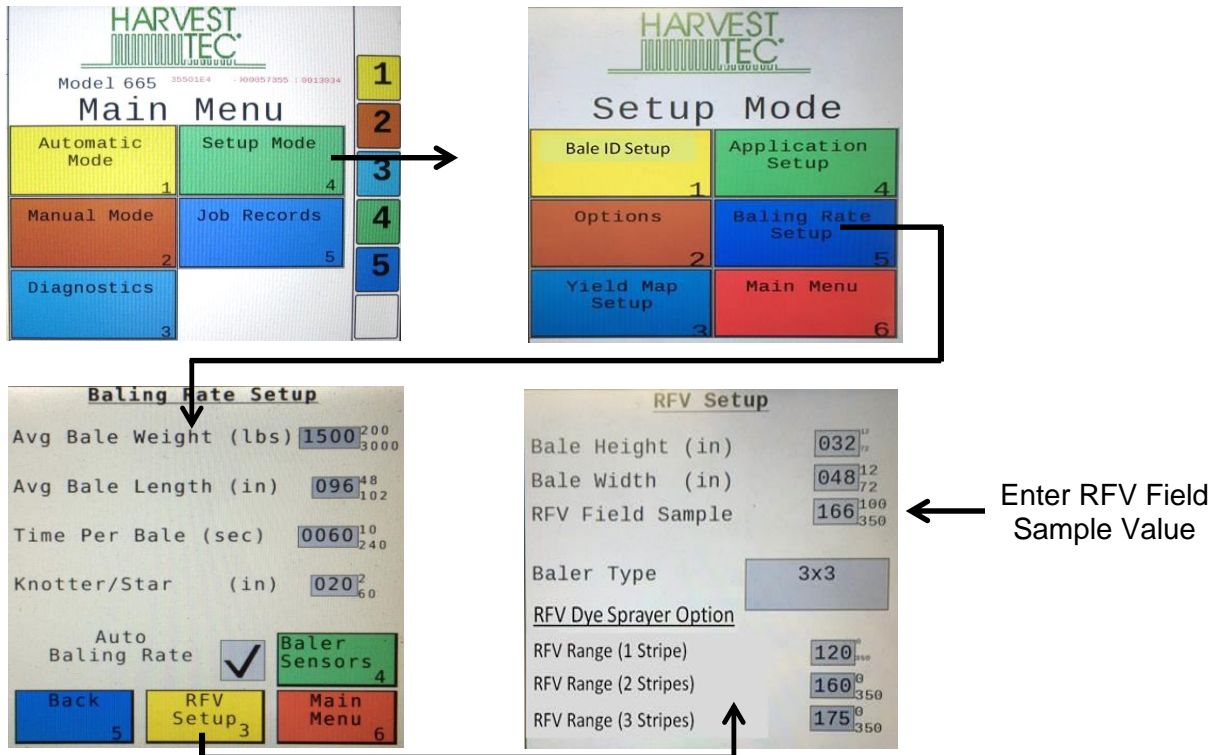 HARVEST
TEC
Model 665
Main Menu
Automatic
Mode
1
Setup Mode
4
Manual Mode
2
Job Records
5
Diagnostics
3
1
2
3
4
5
HARVEST
TEC
Setup Mode
Bale ID Setup
1
Application
Setup
4
Options
2
Baling Rate
Setup
5
Yield Map
Setup
3
Main Menu
6
Baling Rate Setup
Avg Bale Weight (lbs) 1500 200 3000
Avg Bale Length (in) 096 48 102
Time Per Bale (sec) 0060 10 240
Knotter/Star (in) 020 2 60
Auto
Baling Rate
Baler
Sensors
4
Back
5
RFV
Setup 3
Main
Menu
6
RFV Setup
Bale Height (in) 032 12 72
Bale Width (in) 048 12 72
RFV Field Sample 166 100 350
Baler Type 3x3
RFV Dye Sprayer Option
RFV Range (1 Stripe) 120 0 350
RFV Range (2 Stripes) 160 0 350
RFV Range (3 Stripes) 175 0 350
Enter RFV Field
Sample Value